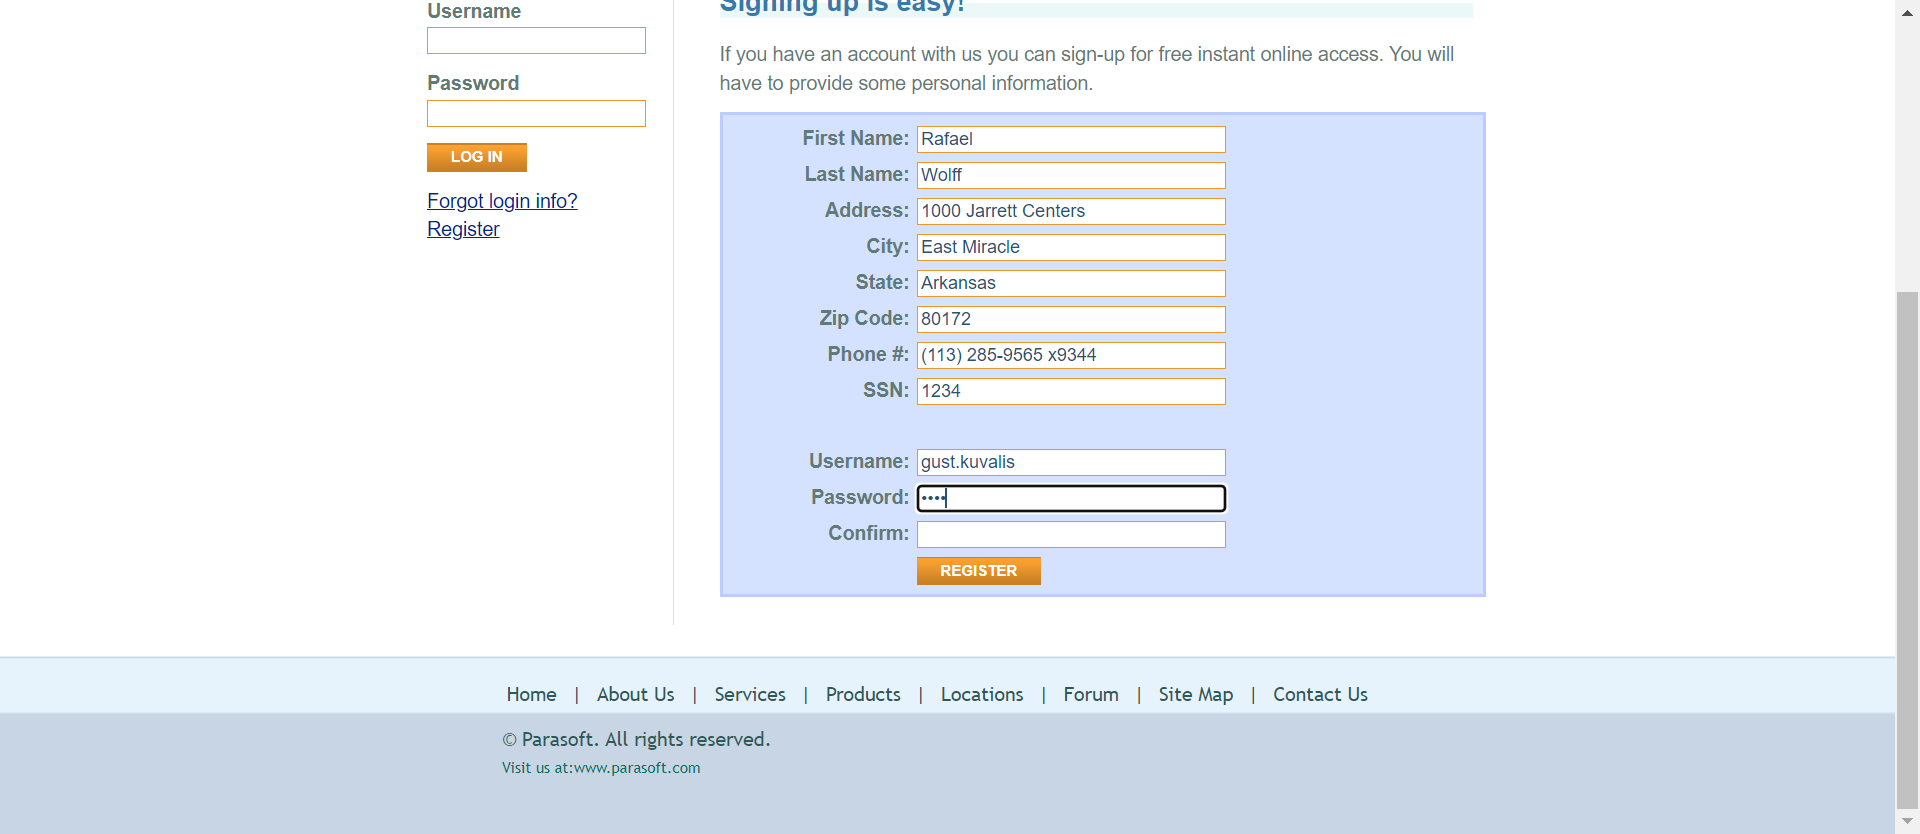 Username
Password
LOG IN
Forgot login info?
Register
Signing up is easy!
If you have an account with us you can sign-up for free instant online access. You will
have to provide some personal information.
First Name: Rafael
Last Name: Wolff
Address: 1000 Jarrett Centers
City: East Miracle
State: Arkansas
Zip Code: 80172
Phone #: (113) 285-9565 x9344
SSN: 1234
Username: gust.kuvalis
Password: ••••
Confirm:
REGISTER
Home | About Us | Services | Products | Locations | Forum | Site Map | Contact Us
© Parasoft. All rights reserved.
Visit us at:www.parasoft.com